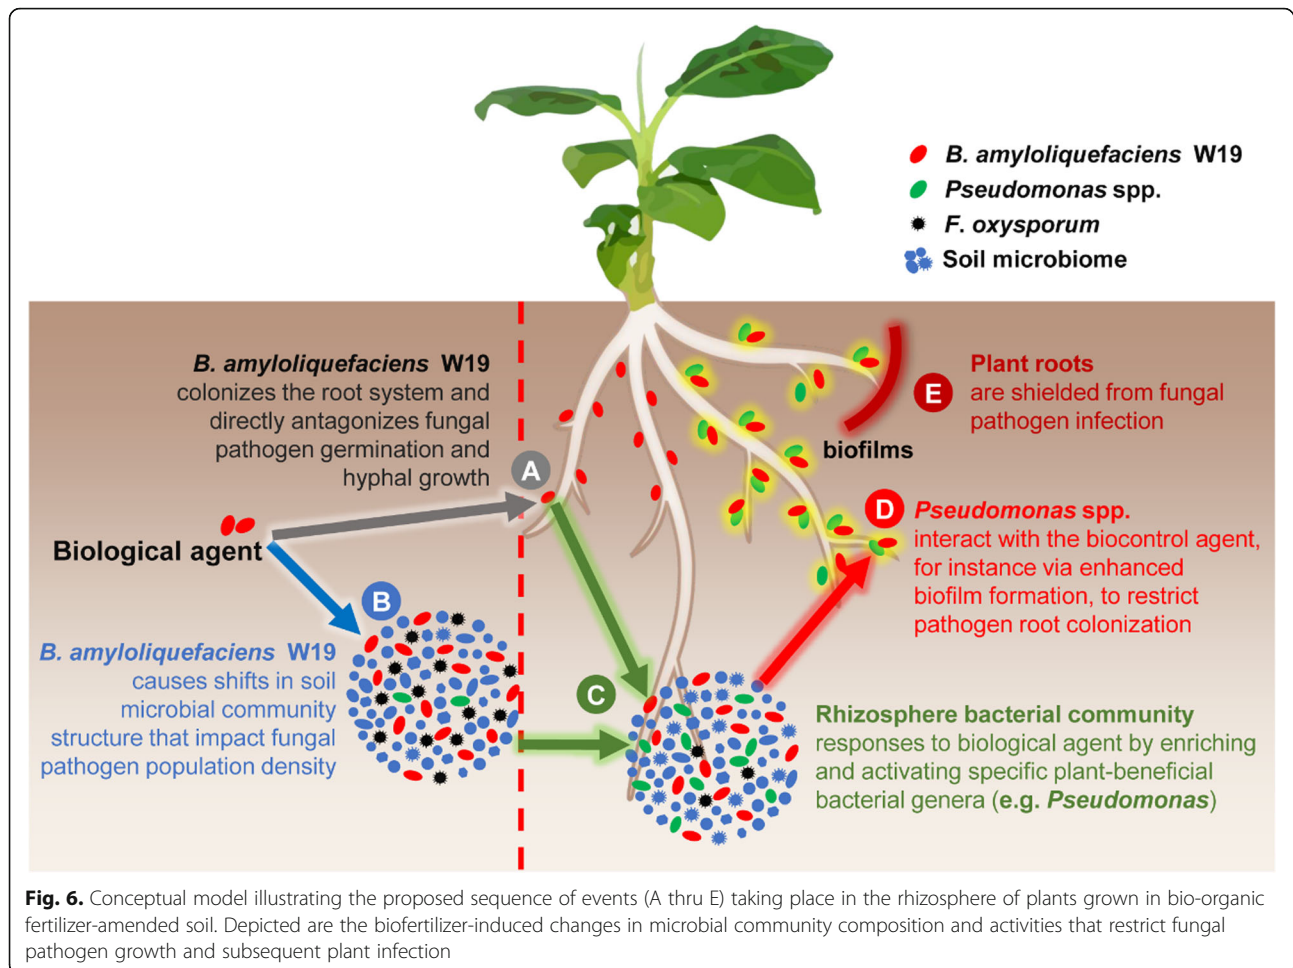 B. amyloliquefaciens W19
Pseudomonas spp.
F. oxysporum
Soil microbiome
B. amyloliquefaciens W19
colonizes the root system and
directly antagonizes fungal
pathogen germination and
hyphal growth
A
Biological agent
B
B. amyloliquefaciens W19
causes shifts in soil
microbial community
structure that impact fungal
pathogen population density
C
Rhizosphere bacterial community
responses to biological agent by enriching
and activating specific plant-beneficial
bacterial genera (e.g. Pseudomonas)
D
Pseudomonas spp.
interact with the biocontrol agent,
for instance via enhanced
biofilm formation, to restrict
pathogen root colonization
biofilms
E
Plant roots
are shielded from fungal
pathogen infection
Fig. 6. Conceptual model illustrating the proposed sequence of events (A thru E) taking place in the rhizosphere of plants grown in bio-organic
fertilizer-amended soil. Depicted are the biofertilizer-induced changes in microbial community composition and activities that restrict fungal
pathogen growth and subsequent plant infection